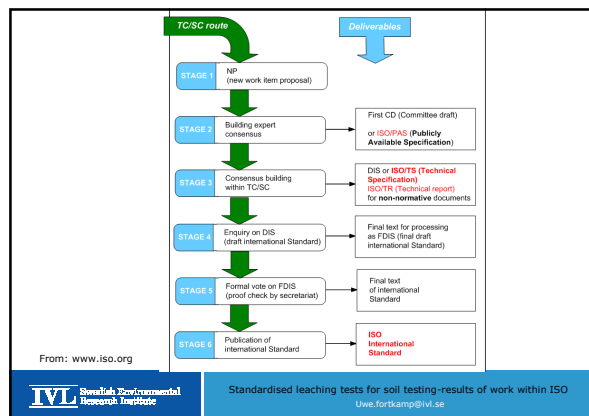 TC/SC route
Deliverables
STAGE 1
NP
(new work item proposal)
STAGE 2
Building expert
consensus
First CD (Committee draft)
or ISO/PAS (Publicly
Available Specification)
STAGE 3
Consensus building
within TC/SC
DIS or ISO/TS (Technical
Specification)
ISO/TR (Technical report)
for non-normative documents
STAGE 4
Enquiry on DIS
(draft international Standard)
Final text for processing
as FDIS (final draft
international Standard)
STAGE 5
Formal vote on FDIS
(proof check by secretariat)
Final text
of international
Standard
STAGE 6
Publication of
international Standard
ISO
International
Standard
From: www.iso.org
IVL Swedish Environmental
Research Institute
Standardised leaching tests for soil testing-results of work within ISO
Uwe.fortkamp@ivl.se